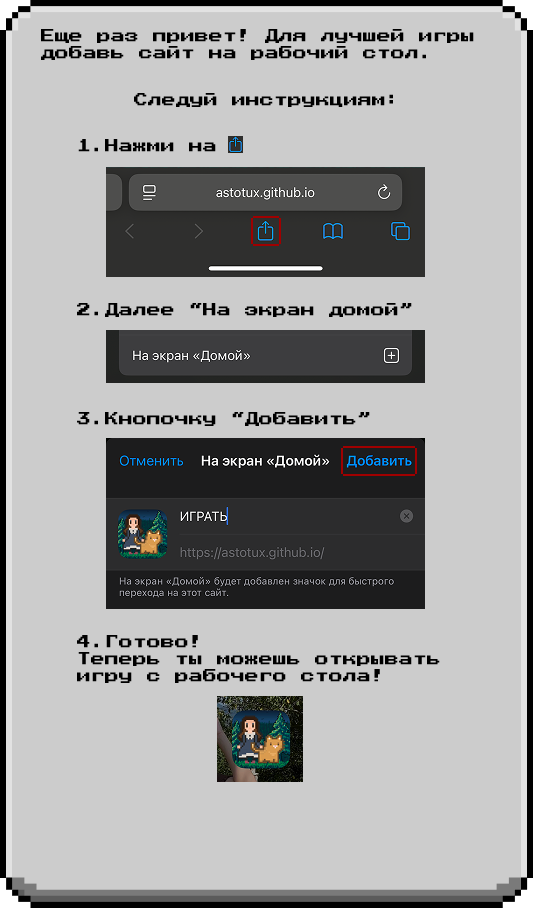 Еще раз привет! Для лучшей игры
добавь сайт на рабочий стол.
Следуй инструкциям:
1.Нажми на
astotux.github.io
2.Далее “На экран домой”
На экран «Домой»
3.Кнопочку “Добавить”
Отменить На экран «Домой» Добавить
ИГРАТЬ
https://astotux.github.io/
На экран «Домой» будет добавлен значок для быстрого
перехода на этот сайт.
4.Готово!
Теперь ты можешь открывать
игру с рабочего стола!